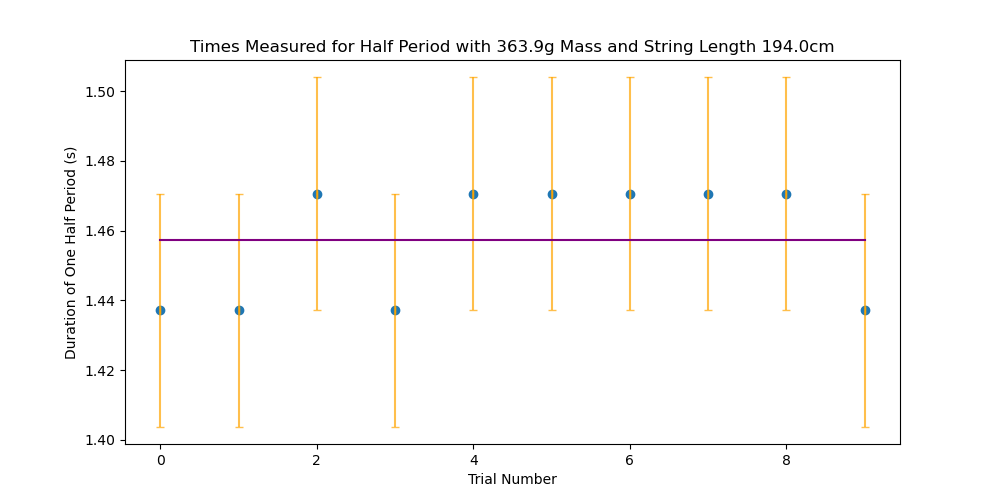 Times Measured for Half Period with 363.9g Mass and String Length 194.0cm
Duration of One Half Period (s)
1.50
1.48
1.46
1.44
1.42
1.40
0 2 4 6 8
Trial Number